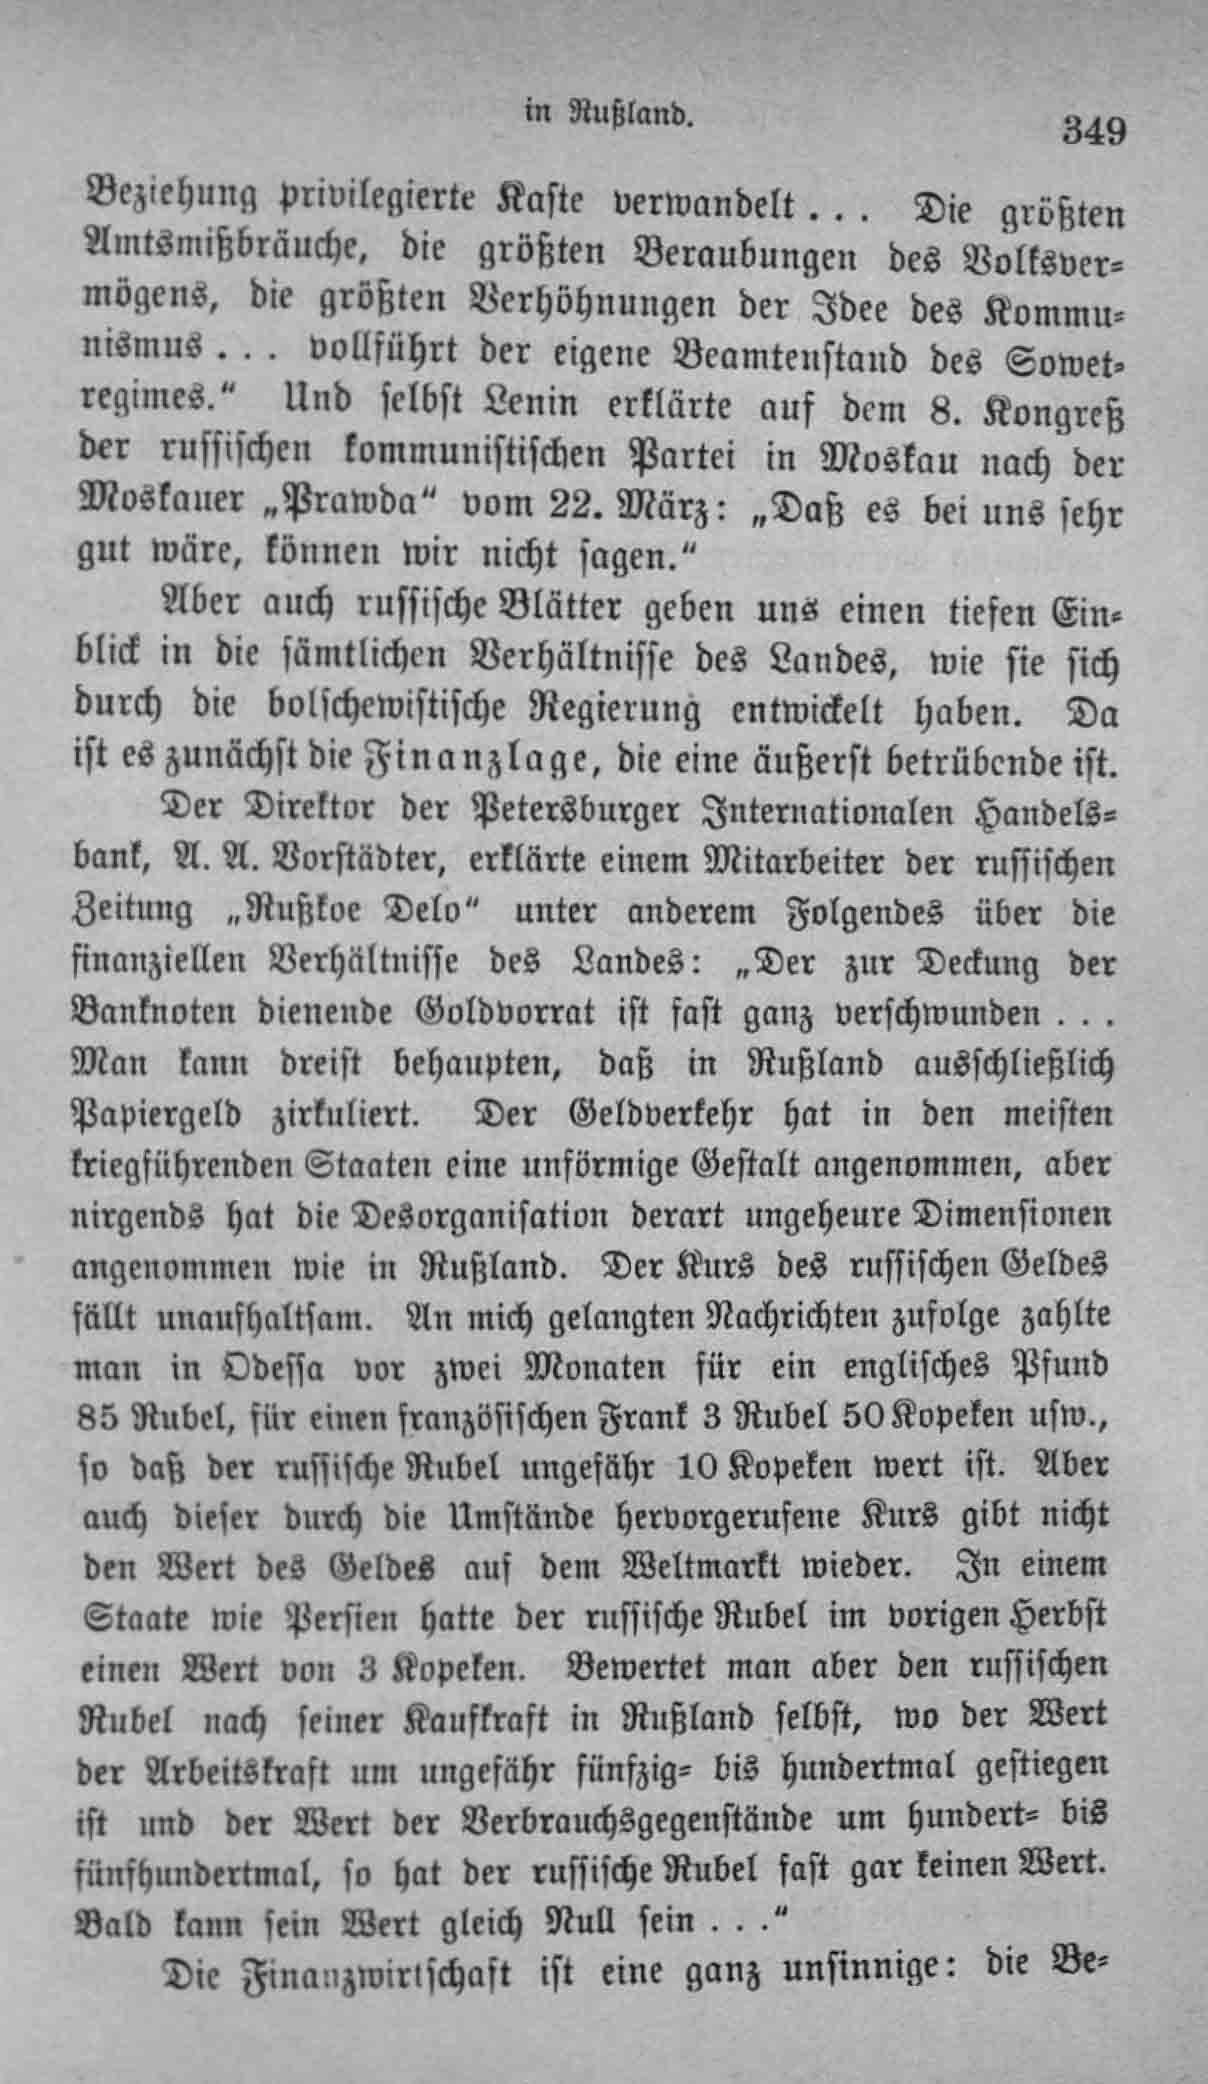 in Rußland.
349
Beziehung privilegierte Kaste verwandelt . . . Die größten
Amtsmißbräuche, die größten Beraubungen des Volksver-
mögens, die größten Verhöhnungen der Idee des Kommu-
nismus . . . vollführt der eigene Beamtenstand des Sowet-
regimes.“ Und selbst Lenin erklärte auf dem 8. Kongreß
der russischen kommunistischen Partei in Moskau nach der
Moskauer „Prawda“ vom 22. März: „Daß es bei uns sehr
gut wäre, können wir nicht sagen.“
Aber auch russische Blätter geben uns einen tiefen Ein-
blick in die sämtlichen Verhältnisse des Landes, wie sie sich
durch die bolschewistische Regierung entwickelt haben. Da
ist es zunächst die Finanzlage, die eine äußerst betrübende ist.
Der Direktor der Petersburger Internationalen Handels-
bank, A. A. Vorstädter, erklärte einem Mitarbeiter der russischen
Zeitung „Rußkoe Delo“ unter anderem Folgendes über die
finanziellen Verhältnisse des Landes: „Der zur Deckung der
Banknoten dienende Goldvorrat ist fast ganz verschwunden . . .
Man kann dreist behaupten, daß in Rußland ausschließlich
Papiergeld zirkuliert. Der Geldverkehr hat in den meisten
kriegführenden Staaten eine unförmige Gestalt angenommen, aber
nirgends hat die Desorganisation derart ungeheure Dimensionen
angenommen wie in Rußland. Der Kurs des russischen Geldes
fällt unaufhaltsam. An mich gelangten Nachrichten zufolge zahlte
man in Odessa vor zwei Monaten für ein englisches Pfund
85 Rubel, für einen französischen Frank 3 Rubel 50 Kopeken usw.,
so daß der russische Rubel ungefähr 10 Kopeken wert ist. Aber
auch dieser durch die Umstände hervorgerufene Kurs gibt nicht
den Wert des Geldes auf dem Weltmarkt wieder. In einem
Staate wie Persien hatte der russische Rubel im vorigen Herbst
einen Wert von 3 Kopeken. Bewertet man aber den russischen
Rubel nach seiner Kaufkraft in Rußland selbst, wo der Wert
der Arbeitskraft um ungefähr fünfzig- bis hundertmal gestiegen
ist und der Wert der Verbrauchsgegenstände um hundert- bis
fünfhundertmal, so hat der russische Rubel fast gar keinen Wert.
Bald kann sein Wert gleich Null sein . . .“
Die Finanzwirtschaft ist eine ganz unsinnige: die Be-